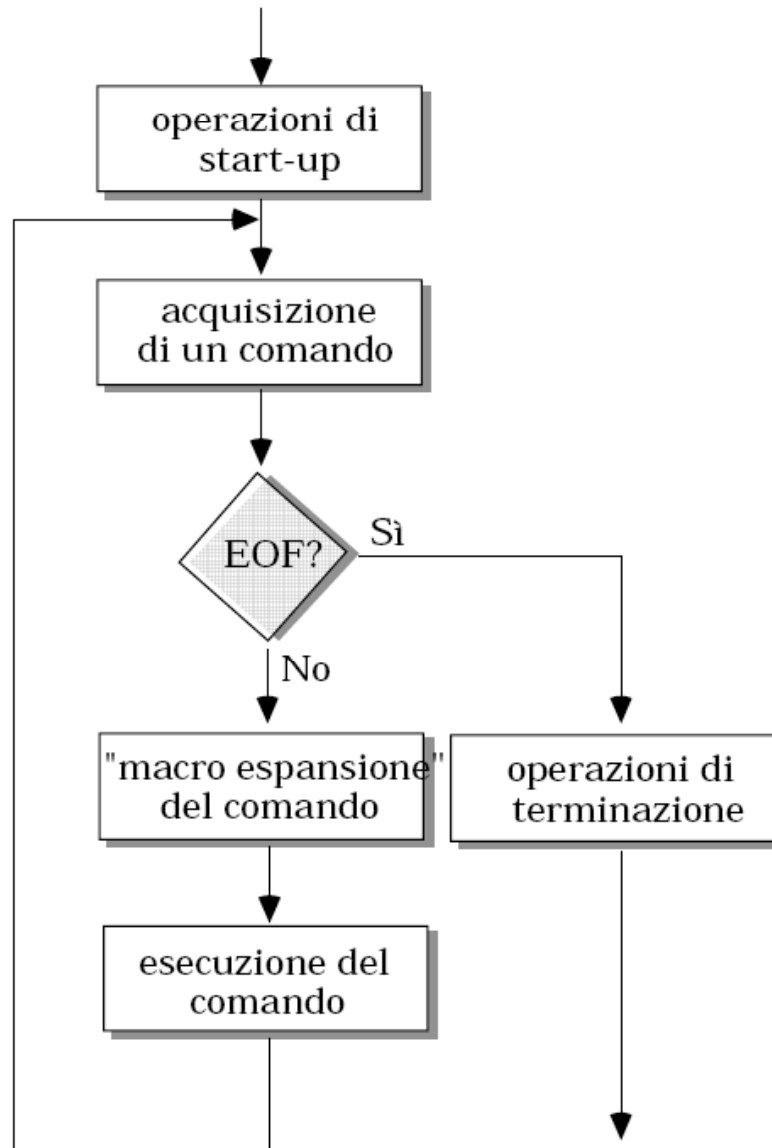 operazioni di
start-up
acquisizione
di un comando
EOF?
Sì
No
"macro espansione"
del comando
operazioni di
terminazione
esecuzione del
comando